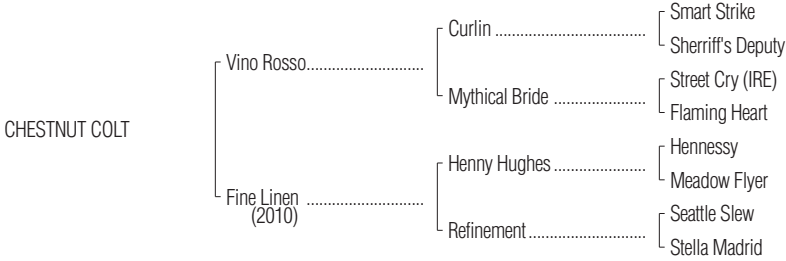 Smart Strike
Curlin ....................................
Sherriff's Deputy
Vino Rosso...........................
Street Cry (IRE)
Mythical Bride ......................
Flaming Heart
CHESTNUT COLT
Hennessy
Henny Hughes ......................
Meadow Flyer
Fine Linen ...........................
(2010)
Seattle Slew
Refinement...........................
Stella Madrid